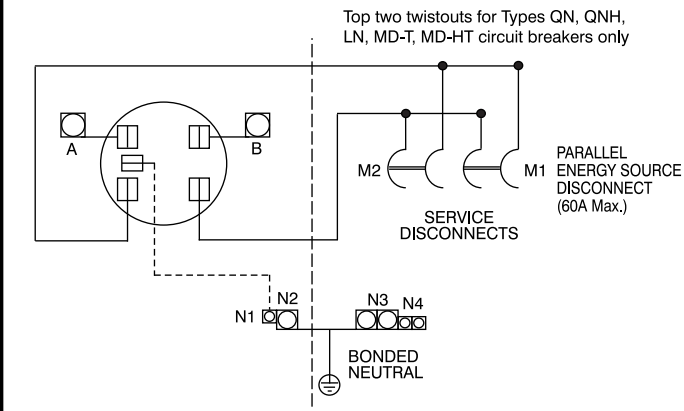 Top two twistouts for Types QN, QNH,
LN, MD-T, MD-HT circuit breakers only
A
B
M2
M1
PARALLEL
ENERGY SOURCE
DISCONNECT
(60A Max.)
SERVICE
DISCONNECTS
N1
N2
N3
N4
BONDED
NEUTRAL